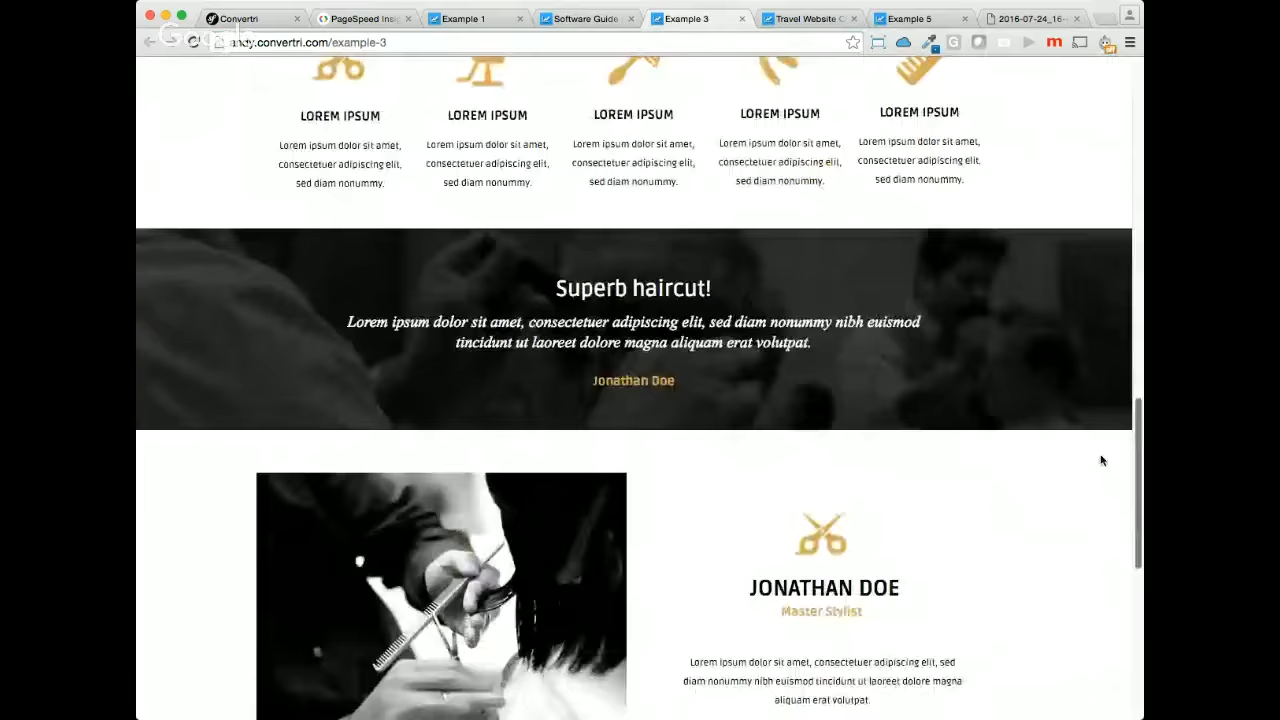 Convertri
PageSpeed Insi
Example 1
Software Guide
Example 3
Travel Website C
Example 5
2016-07-24_16-
Google
andy.convertri.com/example-3
LOREM IPSUM
LOREM IPSUM
LOREM IPSUM
LOREM IPSUM
LOREM IPSUM
Lorem ipsum dolor sit amet,
consectetuer adipiscing elit,
sed diam nonummy.
Lorem ipsum dolor sit amet,
consectetuer adipiscing elit,
sed diam nonummy.
Lorem ipsum dolor sit amet,
consectetuer adipiscing elit,
sed diam nonummy.
Lorem ipsum dolor sit amet,
consectetuer adipiscing elit,
sed diam nonummy.
Lorem ipsum dolor sit amet,
consectetuer adipiscing elit,
sed diam nonummy.
Superb haircut!
Lorem ipsum dolor sit amet, consectetuer adipiscing elit, sed diam nonummy nibh euismod
tincidunt ut laoreet dolore magna aliquam erat volutpat.
Jonathan Doe
JONATHAN DOE
Master Stylist
Lorem ipsum dolor sit amet, consectetuer adipiscing elit, sed
diam nonummy nibh euismod tincidunt ut laoreet dolore magna
aliquam erat volutpat.